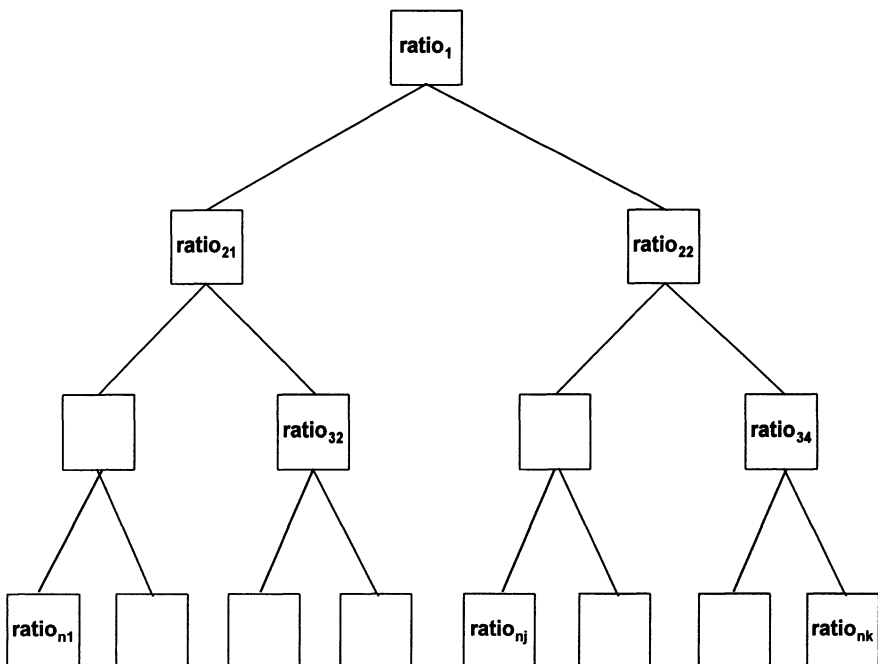 ratio₁
ratio₂₁
ratio₂₂
ratio₃₂
ratio₃₄
ratioₙ₁
ratioₙⱼ
ratioₙₖ